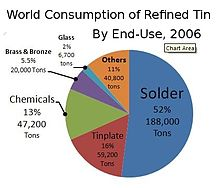 World Consumption of Refined Tin
By End-Use, 2006
Chart Area
Glass
2%
6,700
tons
Brass & Bronze
5.5%
20,000 Tons
Others
11%
40,800
tons
Chemicals
13%
47,200
Tons
Solder
52%
188,000
Tons
Tinplate
16%
59,200
Tons